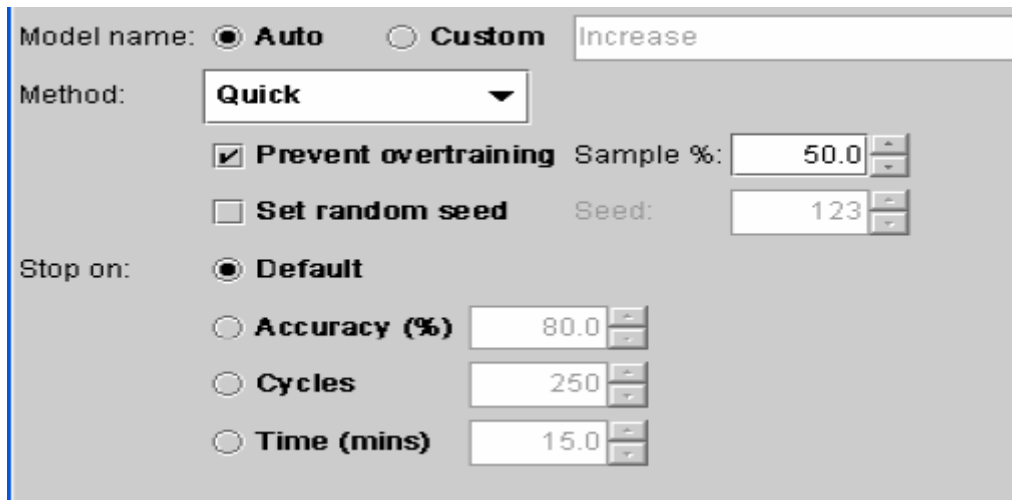 Model name: Auto Custom Increase
Method: Quick
Prevent overtraining Sample %: 50.0
Set random seed Seed: 123
Stop on: Default
Accuracy (%) 80.0
Cycles 250
Time (mins) 15.0